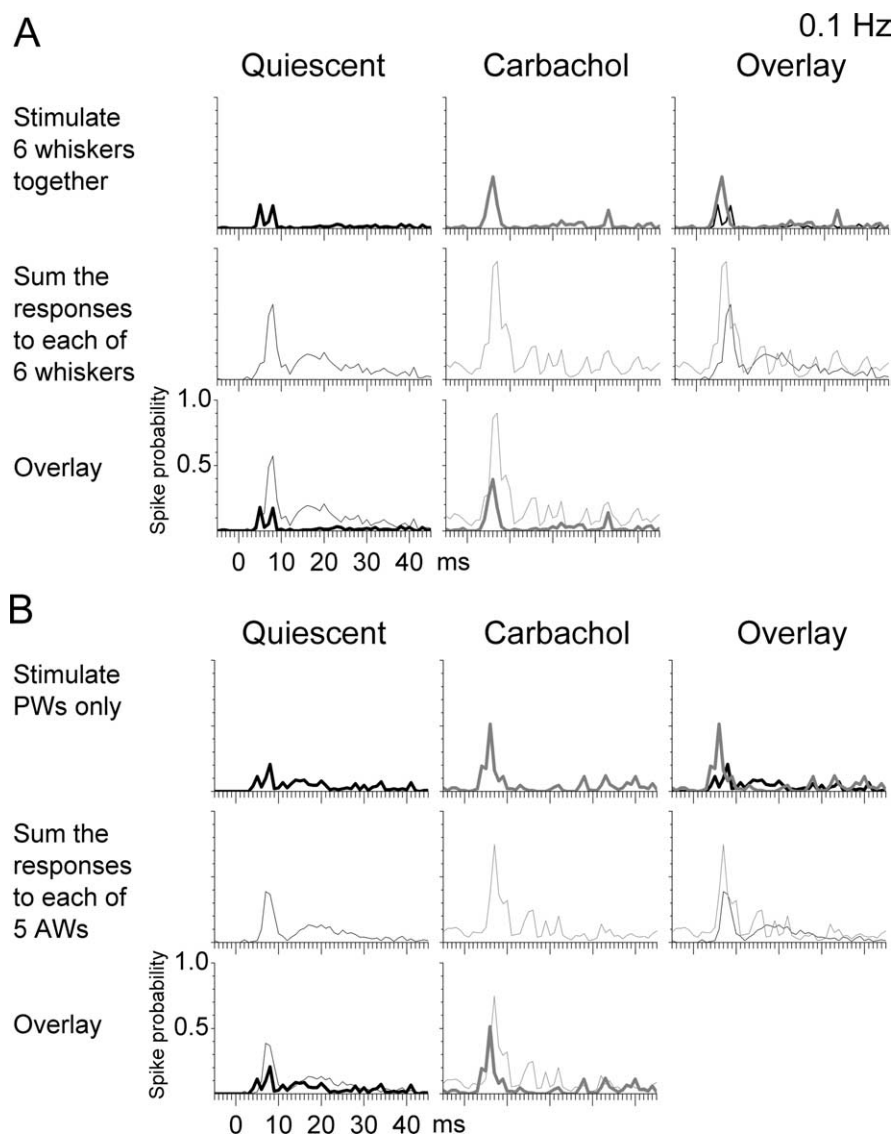 A
0.1 Hz
Quiescent Carbachol Overlay
Stimulate
6 whiskers
together
Sum the
responses
to each of
6 whiskers
Overlay
Spike probability
1.0
0.5
0 10 20 30 40 ms
B
Quiescent Carbachol Overlay
Stimulate
PWs only
Sum the
responses
to each of
5 AWs
Overlay
Spike probability
1.0
0.5
0 10 20 30 40 ms